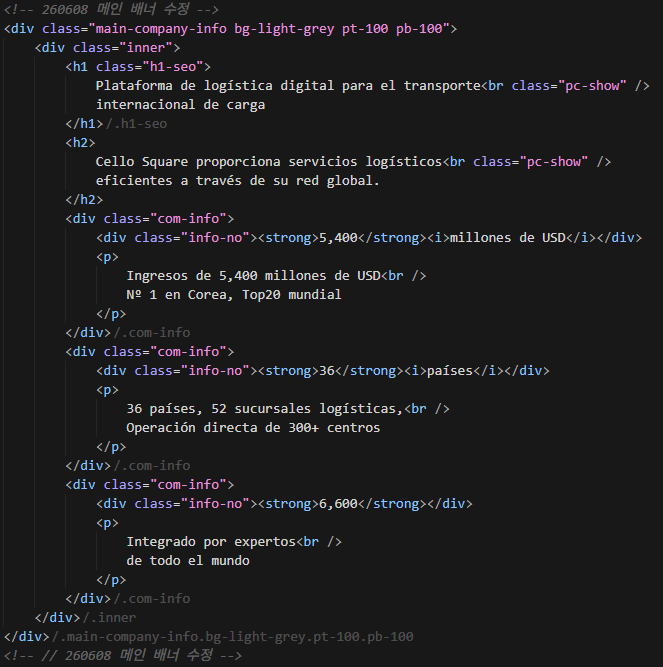 <!-- 260608 메인 배너 수정 -->
<div class="main-company-info bg-light-grey pt-100 pb-100">
<div class="inner">
<h1 class="h1-seo">
Plataforma de logística digital para el transporte<br class="pc-show" />
internacional de carga
</h1>/.h1-seo
<h2>
Cello Square proporciona servicios logísticos<br class="pc-show" />
eficientes a través de su red global.
</h2>
<div class="com-info">
<div class="info-no"><strong>5,400</strong><i>millones de USD</i></div>
<p>
Ingresos de 5,400 millones de USD<br />
Nº 1 en Corea, Top20 mundial
</p>
</div>/.com-info
<div class="com-info">
<div class="info-no"><strong>36</strong><i>países</i></div>
<p>
36 países, 52 sucursales logísticas,<br />
Operación directa de 300+ centros
</p>
</div>/.com-info
<div class="com-info">
<div class="info-no"><strong>6,600</strong></div>
<p>
Integrado por expertos<br />
de todo el mundo
</p>
</div>/.com-info
</div>/.inner
</div>/.main-company-info.bg-light-grey.pt-100.pb-100
<!-- // 260608 메인 배너 수정 -->